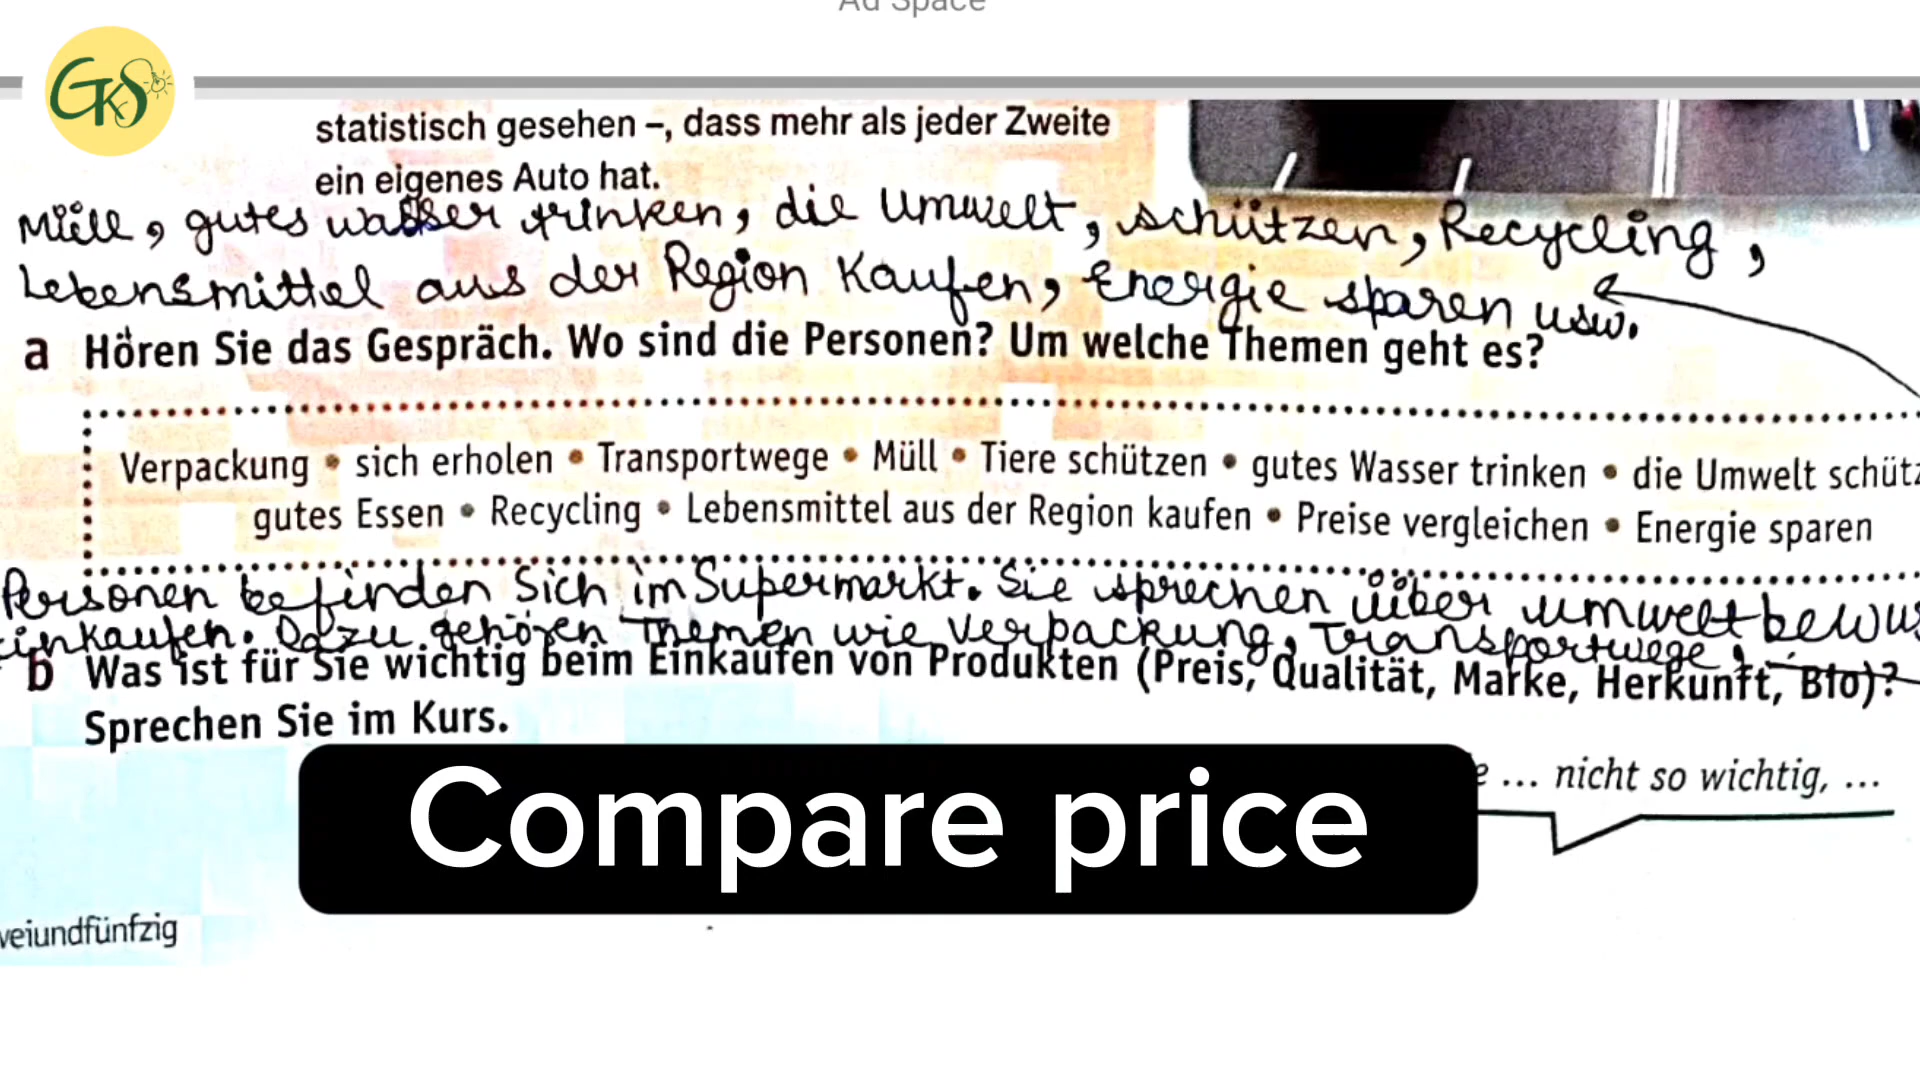 Ad Space
GKS
statistisch gesehen –, dass mehr als jeder Zweite
ein eigenes Auto hat.
Müll, gutes wasser trinken, die Umwelt, schützen, Recycling,
Lebensmittel aus der Region Kaufen, Energie sparen usw.
a Hören Sie das Gespräch. Wo sind die Personen? Um welche Themen geht es?
Verpackung • sich erholen • Transportwege • Müll • Tiere schützen • gutes Wasser trinken • die Umwelt schütz
gutes Essen • Recycling • Lebensmittel aus der Region kaufen • Preise vergleichen • Energie sparen
Personen befinden Sich im Supermarkt. Sie sprechen über umweltbewus
einkaufen. Dazu gehören Themen wie Verpackung, Transportwege,
b Was ist für Sie wichtig beim Einkaufen von Produkten (Preis, Qualität, Marke, Herkunft, Bio)?
Sprechen Sie im Kurs.
e ... nicht so wichtig, ...
Compare price
veiundfünfzig